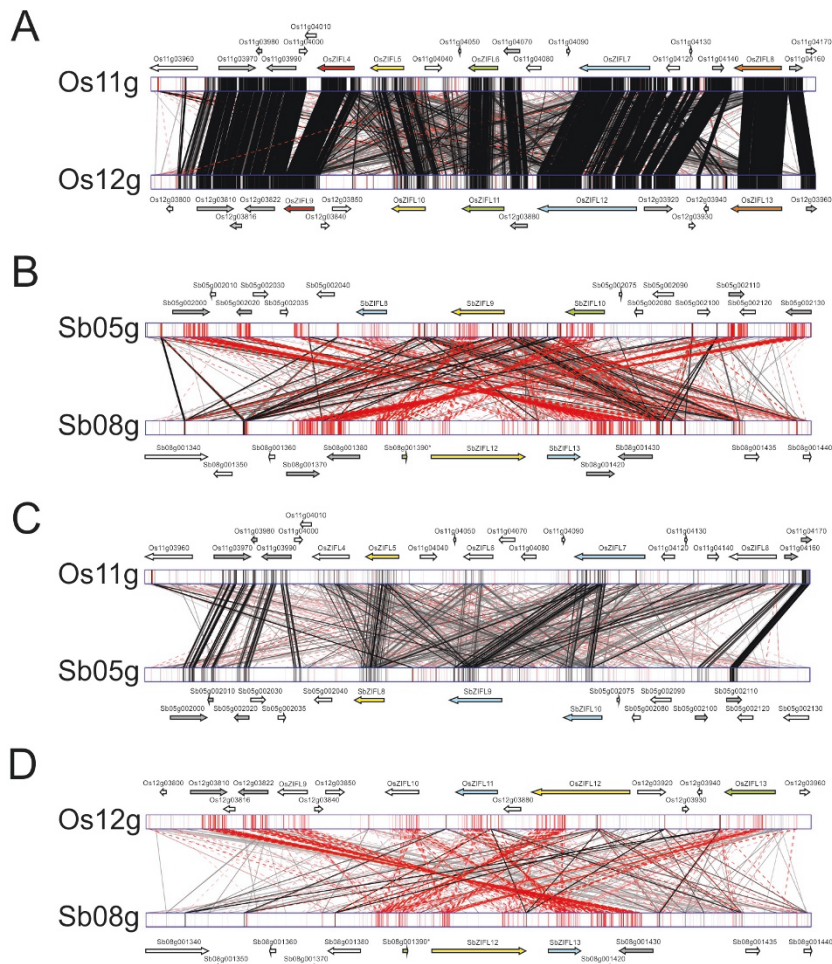 A
Os11g04010
Os11g03980 Os11g04000 Os11g04050 Os11g04070 Os11g04090 Os11g04130 Os11g04170
Os11g03960 Os11g03970 Os11g03990 OsZIFL4 OsZIFL5 Os11g04040 OsZIFL6 Os11g04080 OsZIFL7 Os11g04120 Os11g04140 OsZIFL8 Os11g04160
Os11g
Os12g
Os12g03800 Os12g03810 Os12g03822 OsZIFL9 Os12g03850 OsZIFL10 OsZIFL11 OsZIFL12 Os12g03920 Os12g03940 OsZIFL13 Os12g03960
Os12g03816 Os12g03840 Os12g03880 Os12g03930
B
Sb05g002010 Sb05g002030 Sb05g002040 Sb05g002075 Sb05g002090 Sb05g002110
Sb05g002000 Sb05g002020 Sb05g002035 SbZIFL8 SbZIFL9 SbZIFL10 Sb05g002080 Sb05g002100 Sb05g002120 Sb05g002130
Sb05g
Sb08g
Sb08g001340 Sb08g001360 Sb08g001380 Sb08g001390* SbZIFL12 SbZIFL13 Sb08g001430 Sb08g001435 Sb08g001440
Sb08g001350 Sb08g001370 Sb08g001420
C
Os11g04010
Os11g03980 Os11g04000 Os11g04050 Os11g04070 Os11g04090 Os11g04130 Os11g04170
Os11g03960 Os11g03970 Os11g03990 OsZIFL4 OsZIFL5 Os11g04040 OsZIFL6 Os11g04080 OsZIFL7 Os11g04120 Os11g04140 OsZIFL8 Os11g04160
Os11g
Sb05g
Sb05g002010 Sb05g002030 Sb05g002040 SbZIFL8 SbZIFL9 Sb05g002075 Sb05g002090 Sb05g002110
Sb05g002000 Sb05g002020 Sb05g002035 SbZIFL10 Sb05g002080 Sb05g002100 Sb05g002120 Sb05g002130
D
Os12g03800 Os12g03810 Os12g03822 OsZIFL9 Os12g03850 OsZIFL10 OsZIFL11 OsZIFL12 Os12g03920 Os12g03940 OsZIFL13 Os12g03960
Os12g03816 Os12g03840 Os12g03880 Os12g03930
Os12g
Sb08g
Sb08g001340 Sb08g001360 Sb08g001380 Sb08g001390* SbZIFL12 SbZIFL13 Sb08g001430 Sb08g001435 Sb08g001440
Sb08g001350 Sb08g001370 Sb08g001420